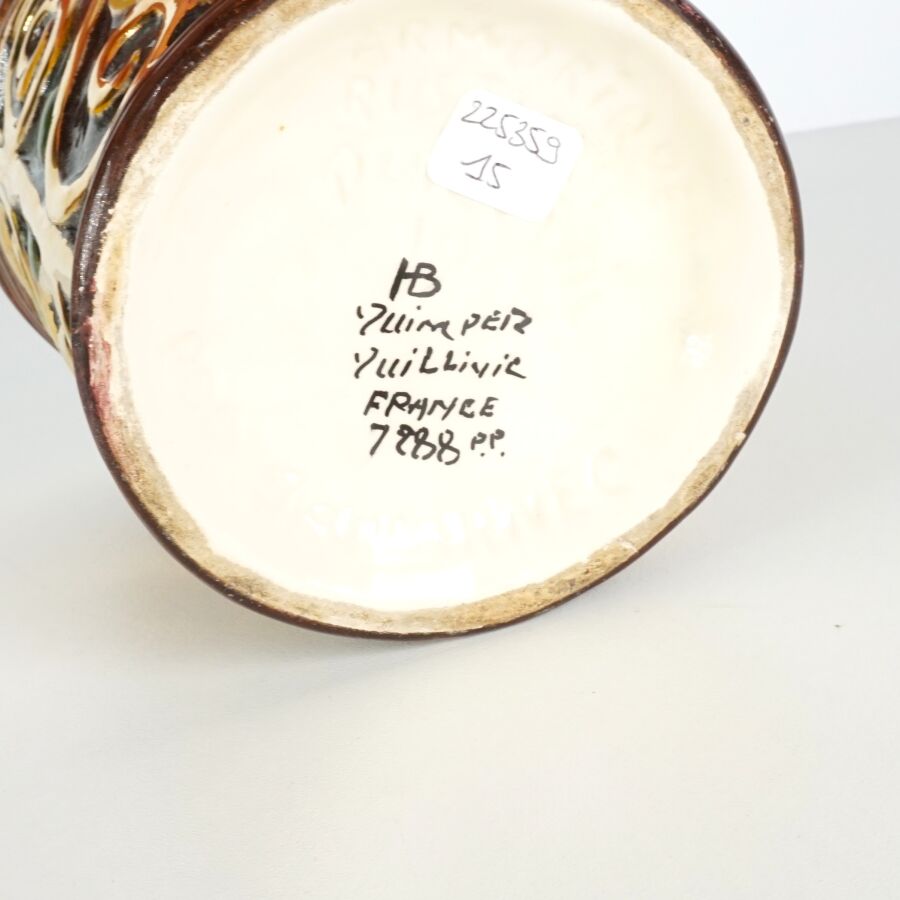 225359
15
HB
Quimper
Quillivic
FRANCE
7288 P.P.